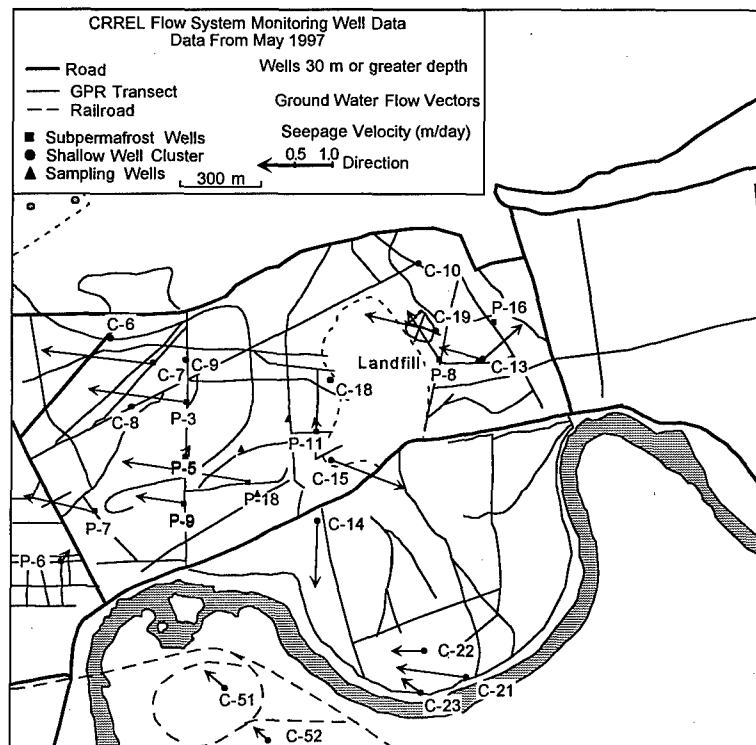 CRREL Flow System Monitoring Well Data
Data From May 1997
Road
Wells 30 m or greater depth
GPR Transect
Ground Water Flow Vectors
Railroad
Seepage Velocity (m/day)
Subpermafrost Wells
0.5 1.0 Direction
Shallow Well Cluster
Sampling Wells
300 m
C-10
P-16
C-6
C-19
C-9
C-7
Landfill
P-8
C-13
C-18
C-8
P-3
P-11
P-5
C-15
P-18
P-7
P-9
C-14
P-6
C-22
C-21
C-51
C-23
C-52